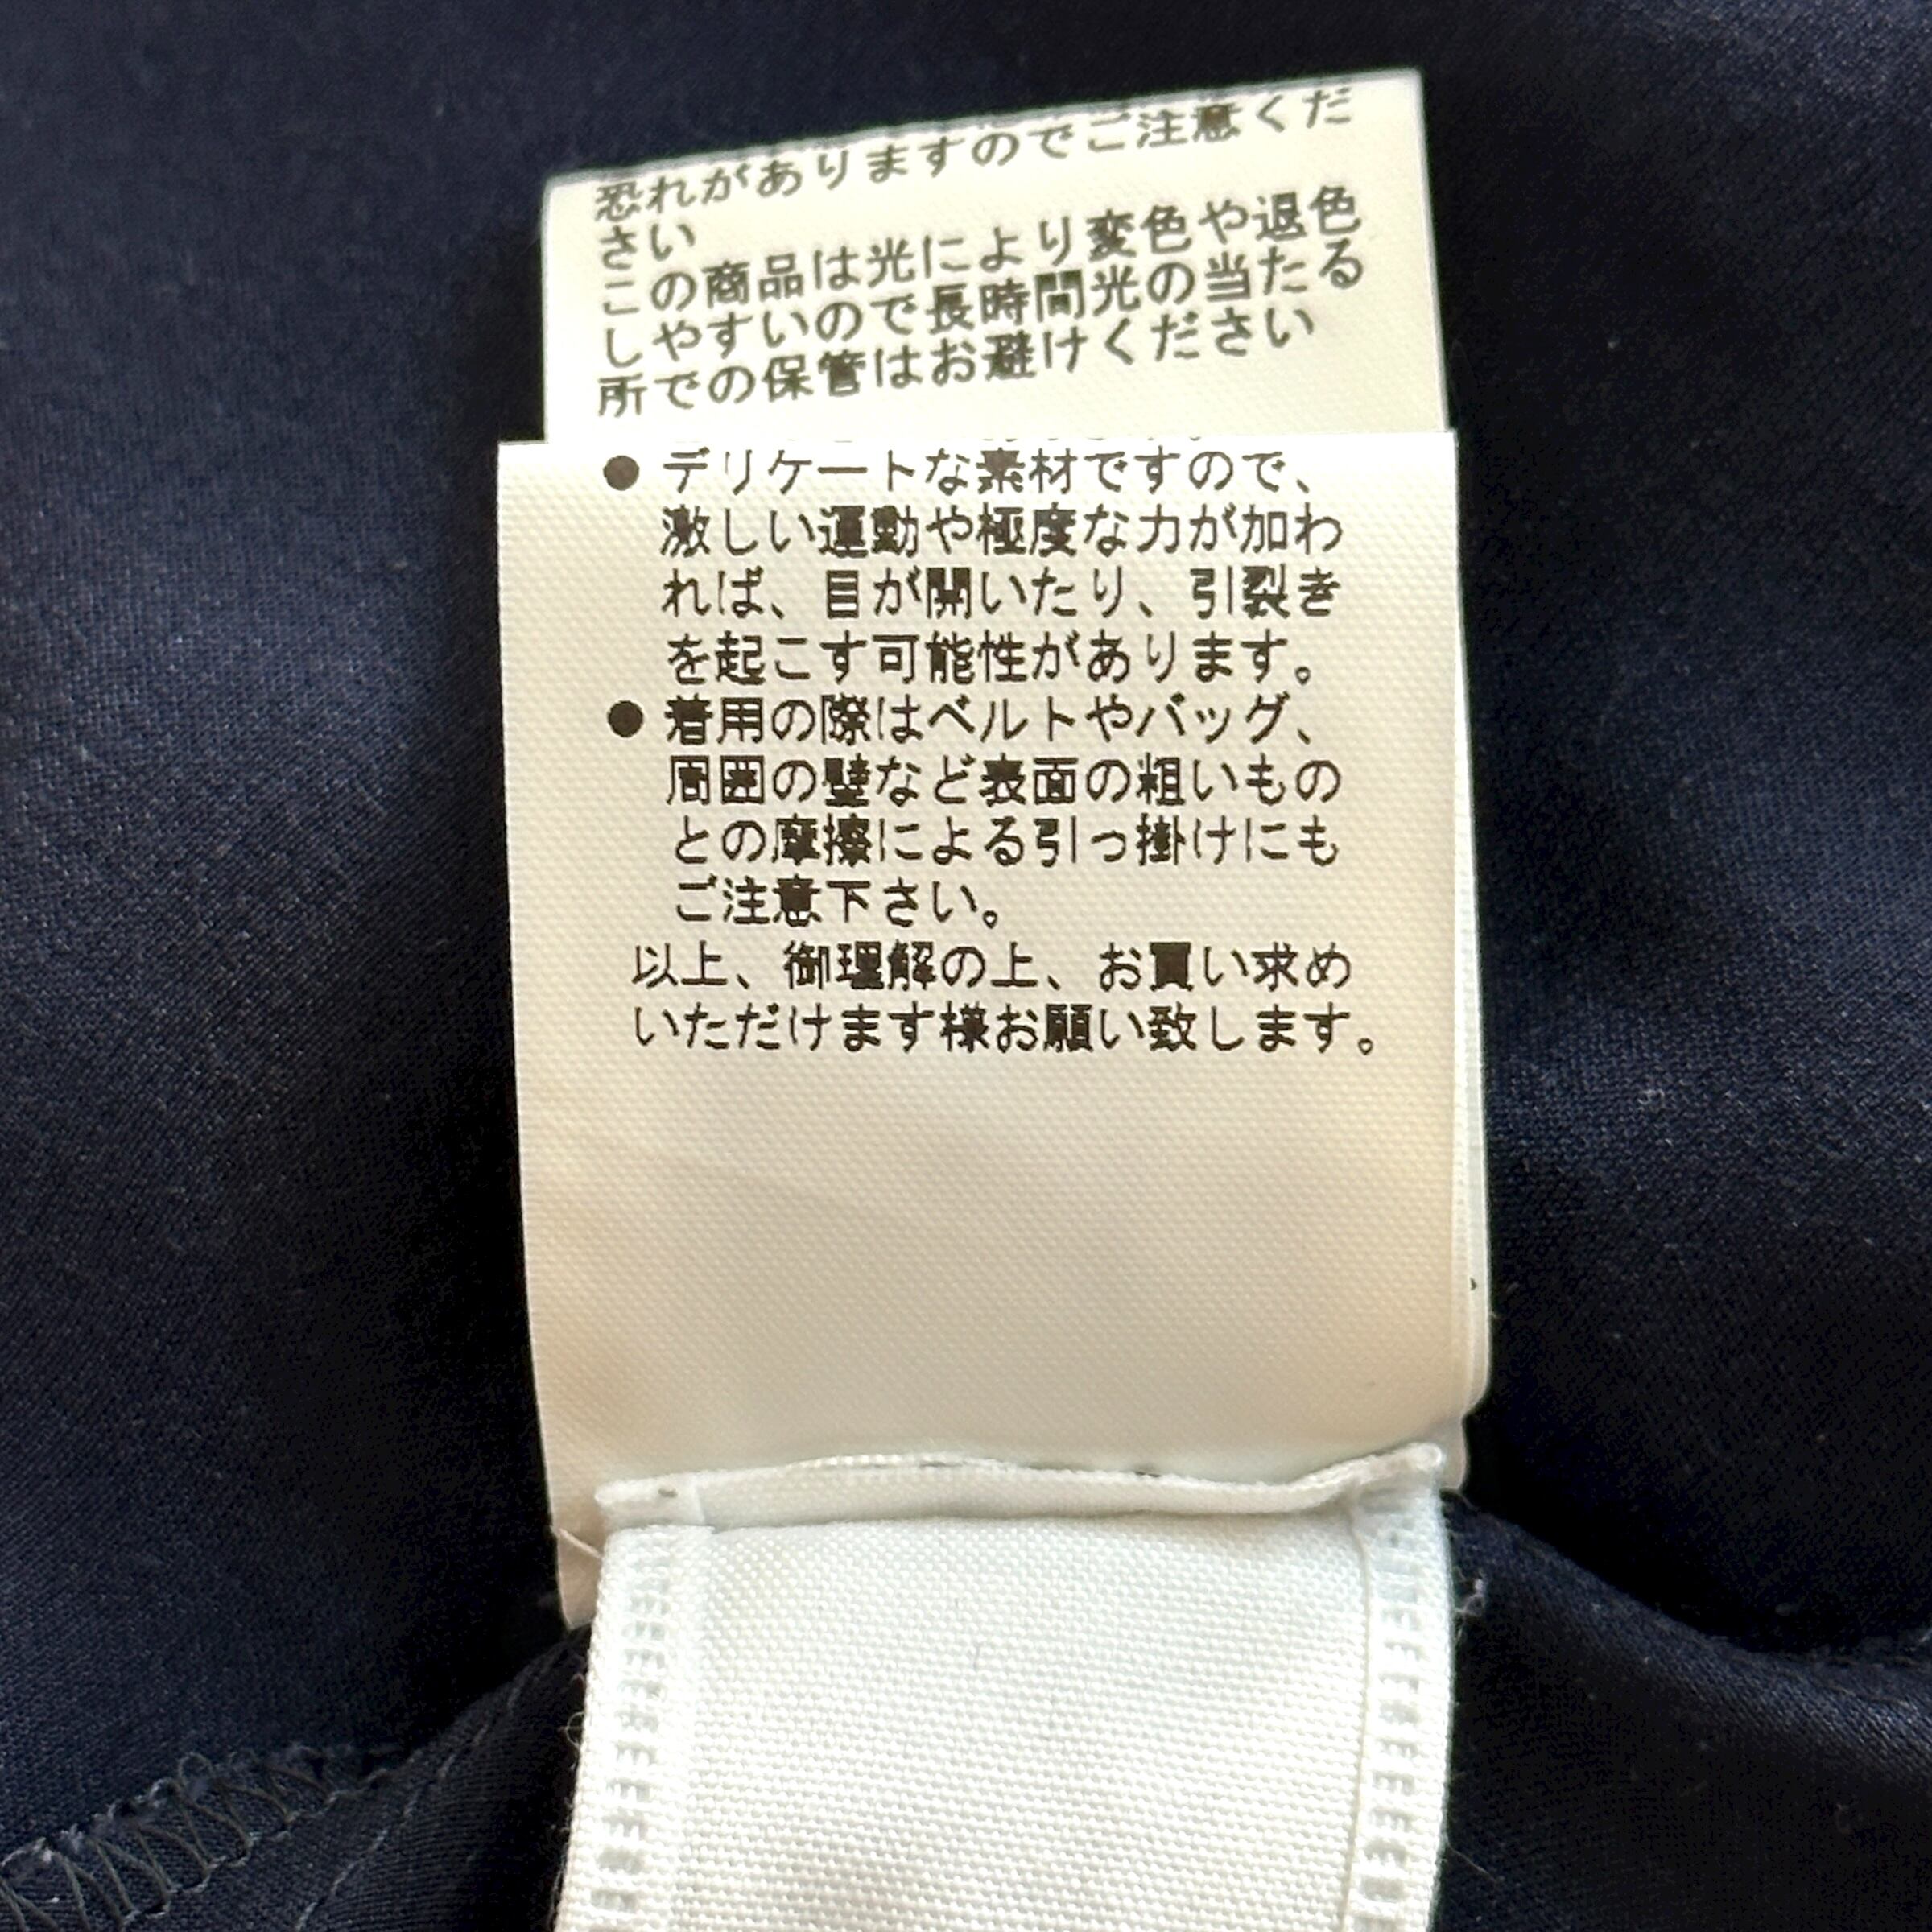 恐れがありますのでご注意くだ
さい
この商品は光により変色や退色
しやすいので長時間光の当たる
所での保管はお避けください
●デリケートな素材ですので、
激しい運動や極度な力が加わ
れば、目が開いたり、引裂き
を起こす可能性があります。
●着用の際はベルトやバッグ、
周囲の壁など表面の粗いもの
との摩擦による引っ掛けにも
ご注意下さい。
以上、御理解の上、お買い求め
いただけます様お願い致します。